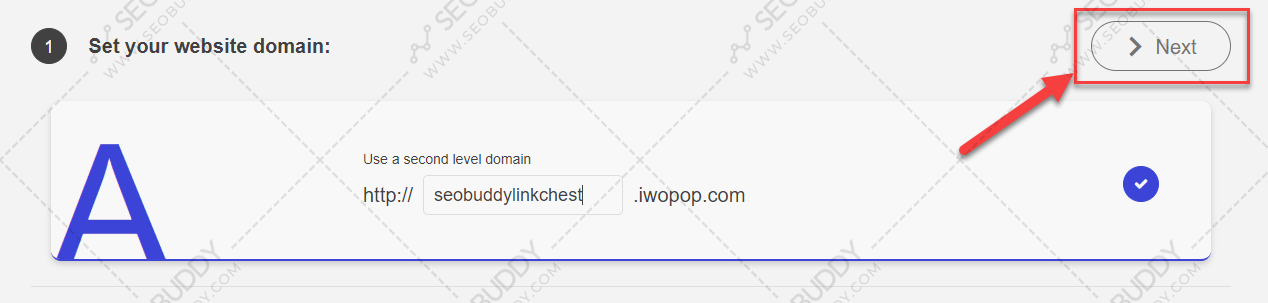 1 Set your website domain:
Next
A
Use a second level domain
http:// seobuddylinkchest .iwopop.com
SEOBUDDY
WWW.SEOBUDDY.COM